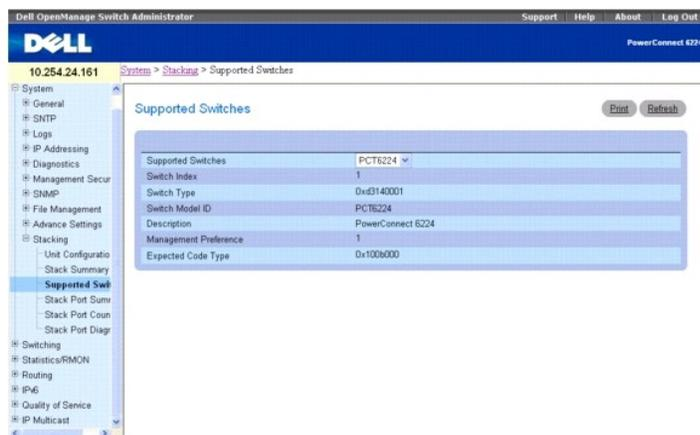 Dell OpenManage Switch Administrator Support Help About Log Out
DELL
PowerConnect 6224
10.254.24.161
System > Stacking > Supported Switches
System
General
SNTP
Logs
IP Addressing
Diagnostics
Management Secur
SNMP
File Management
Advance Settings
Stacking
Unit Configuratio
Stack Summary
Supported Swit
Stack Port Summ
Stack Port Coun
Stack Port Diagr
Switching
Statistics/RMON
Routing
IPv6
Quality of Service
IP Multicast
Supported Switches
Print Refresh
Supported Switches PCT6224
Switch Index 1
Switch Type 0xd3140001
Switch Model ID PCT6224
Description PowerConnect 6224
Management Preference 1
Expected Code Type 0x100b000